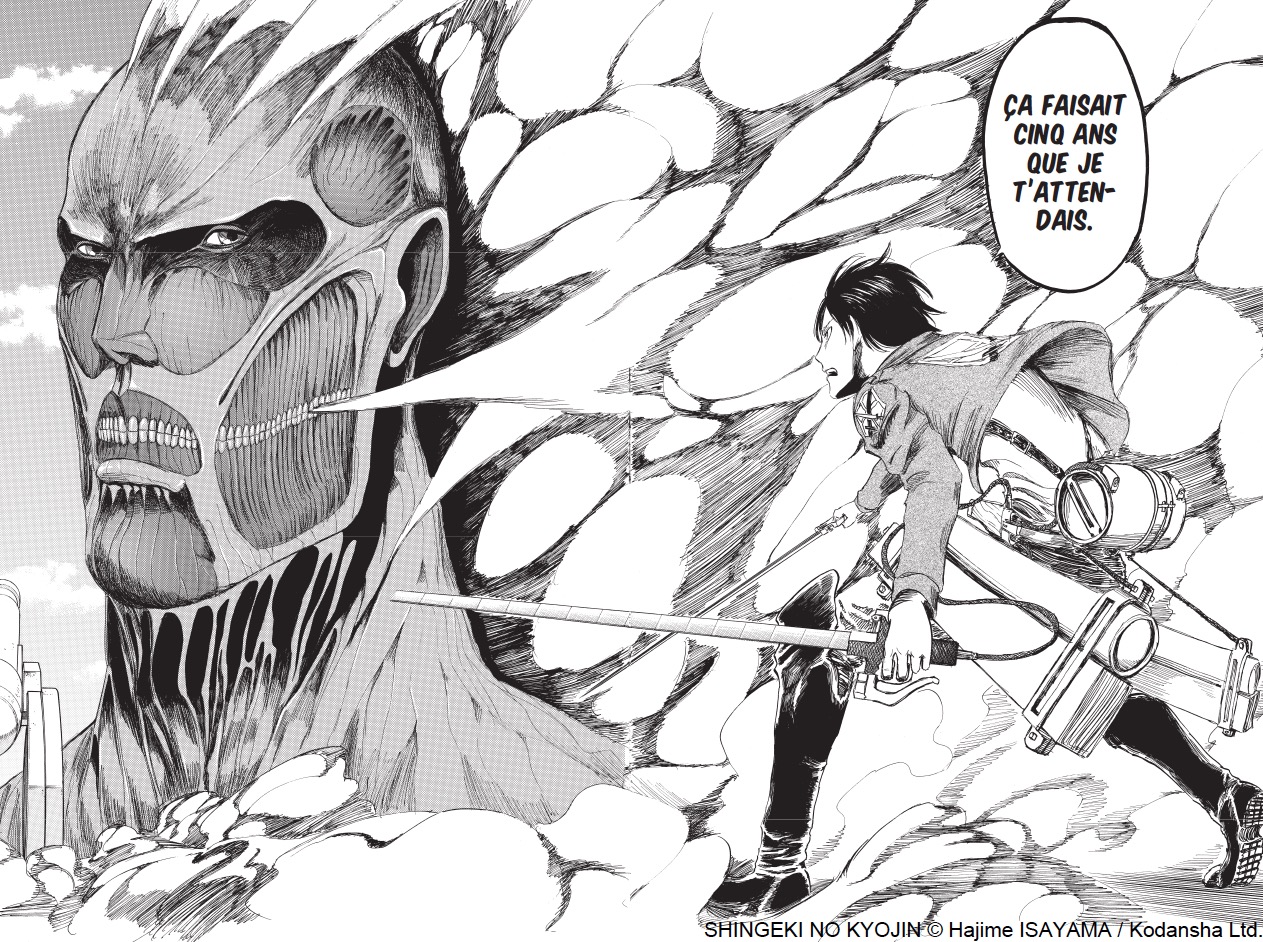 ÇA FAISAIT
CINQ ANS
QUE JE
T'ATTEN-
DAIS.
SHINGEKI NO KYOJIN © Hajime ISAYAMA / Kodansha Ltd.